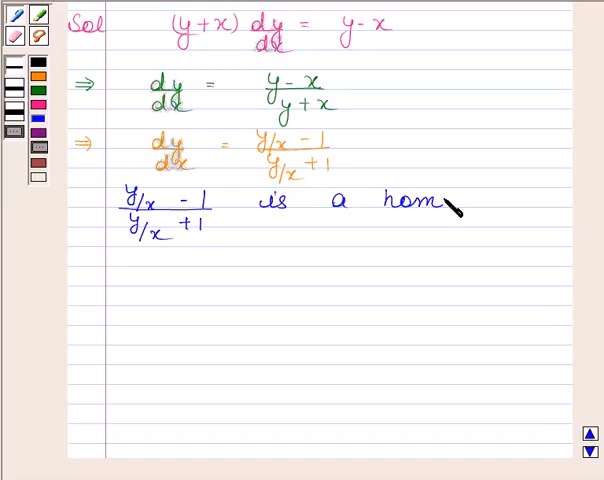 Sol (y+x) dy/dx = y-x
⇒ dy/dx = y-x/y+x
⇒ dy/dx = y/x -1/y/x +1
y/x -1/y/x +1 is a hom